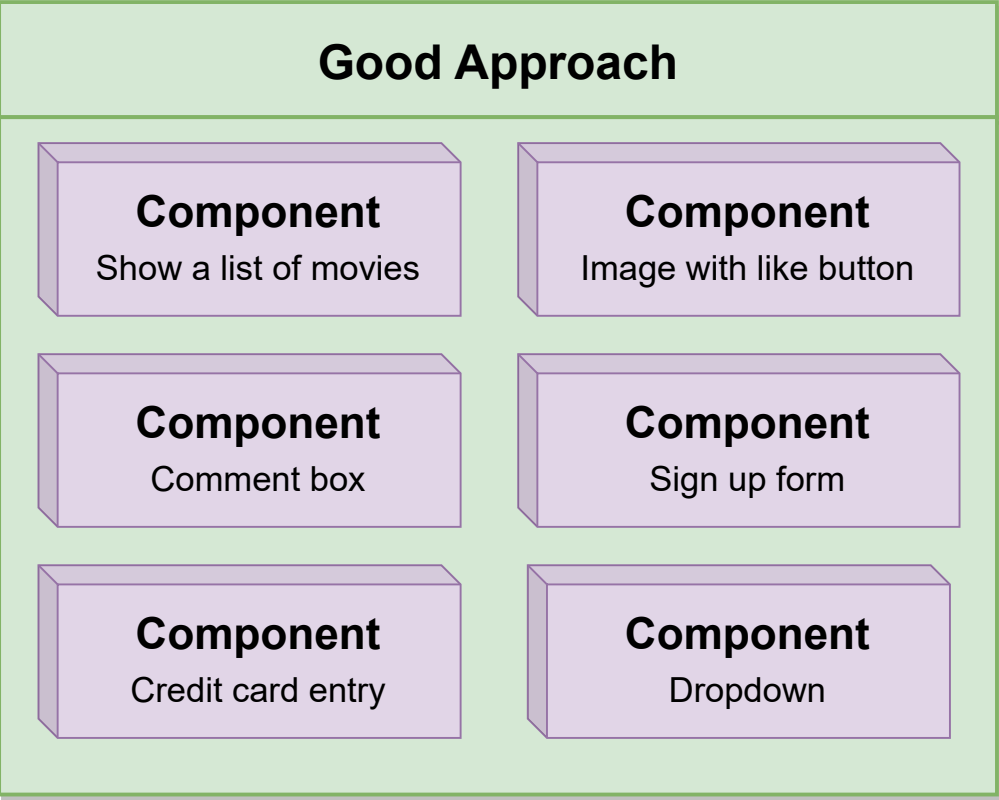 Good Approach
Component
Show a list of movies
Component
Image with like button
Component
Comment box
Component
Sign up form
Component
Credit card entry
Component
Dropdown